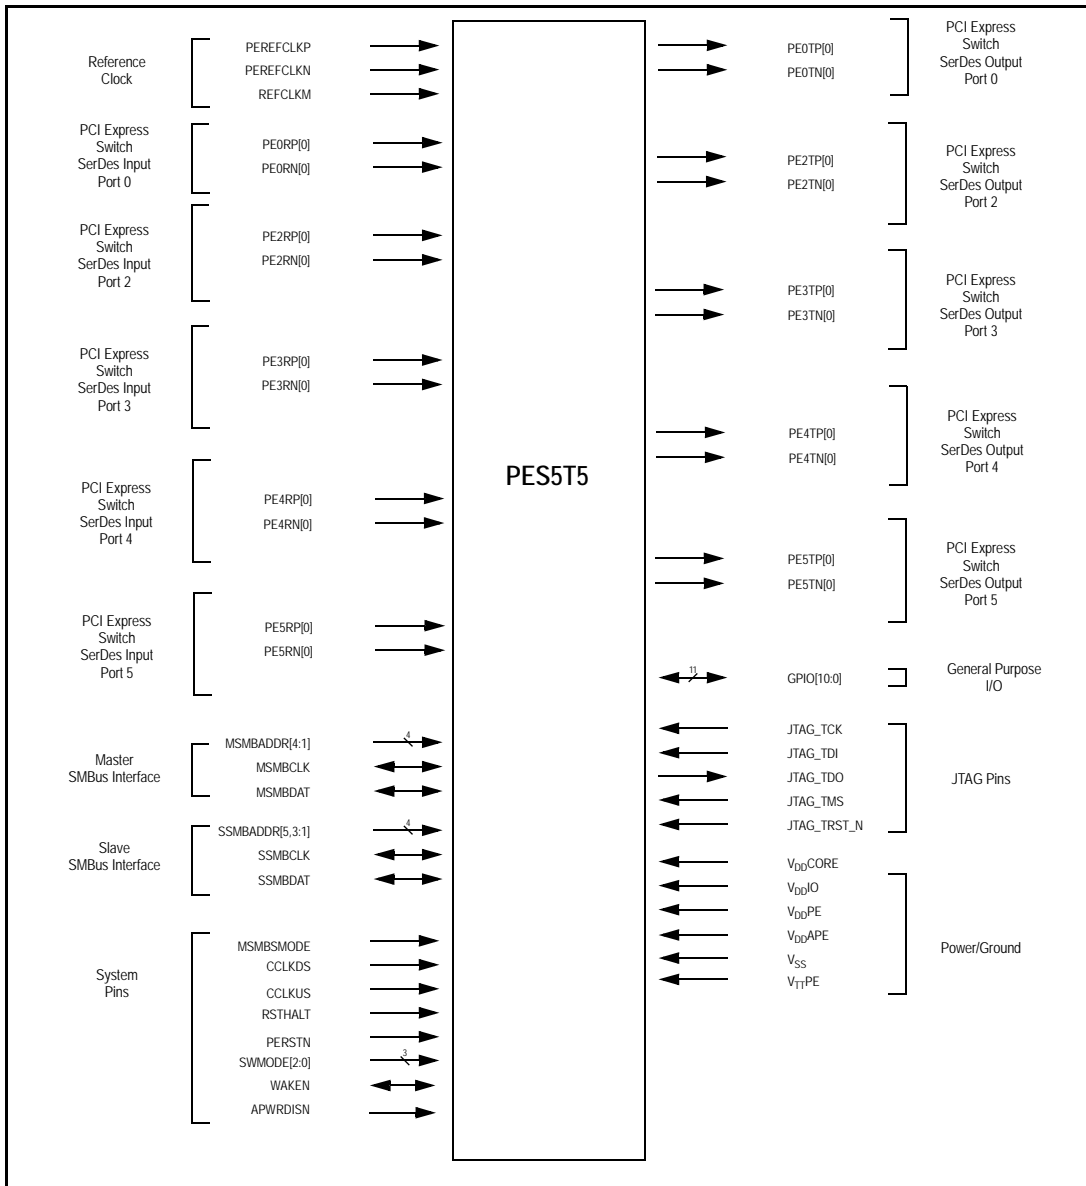 Reference
Clock
PEREFCLKP
PEREFCLKN
REFCLKM
PCI Express
Switch
SerDes Input
Port 0
PE0RP[0]
PE0RN[0]
PCI Express
Switch
SerDes Input
Port 2
PE2RP[0]
PE2RN[0]
PCI Express
Switch
SerDes Input
Port 3
PE3RP[0]
PE3RN[0]
PCI Express
Switch
SerDes Input
Port 4
PE4RP[0]
PE4RN[0]
PCI Express
Switch
SerDes Input
Port 5
PE5RP[0]
PE5RN[0]
Master
SMBus Interface
MSMBADDR[4:1]
4
MSMBCLK
MSMBDAT
Slave
SMBus Interface
SSMBADDR[5,3:1]
4
SSMBCLK
SSMBDAT
System
Pins
MSMBSMODE
CCLKDS
CCLKUS
RSTHALT
PERSTN
SWMODE[2:0]
3
WAKEN
APWRDISN
PES5T5
PE0TP[0]
PE0TN[0]
PCI Express
Switch
SerDes Output
Port 0
PE2TP[0]
PE2TN[0]
PCI Express
Switch
SerDes Output
Port 2
PE3TP[0]
PE3TN[0]
PCI Express
Switch
SerDes Output
Port 3
PE4TP[0]
PE4TN[0]
PCI Express
Switch
SerDes Output
Port 4
PE5TP[0]
PE5TN[0]
PCI Express
Switch
SerDes Output
Port 5
11
GPIO[10:0]
General Purpose
I/O
JTAG_TCK
JTAG_TDI
JTAG_TDO
JTAG_TMS
JTAG_TRST_N
JTAG Pins
VDDCORE
VDDIO
VDDPE
VDDAPE
VSS
VTTPE
Power/Ground